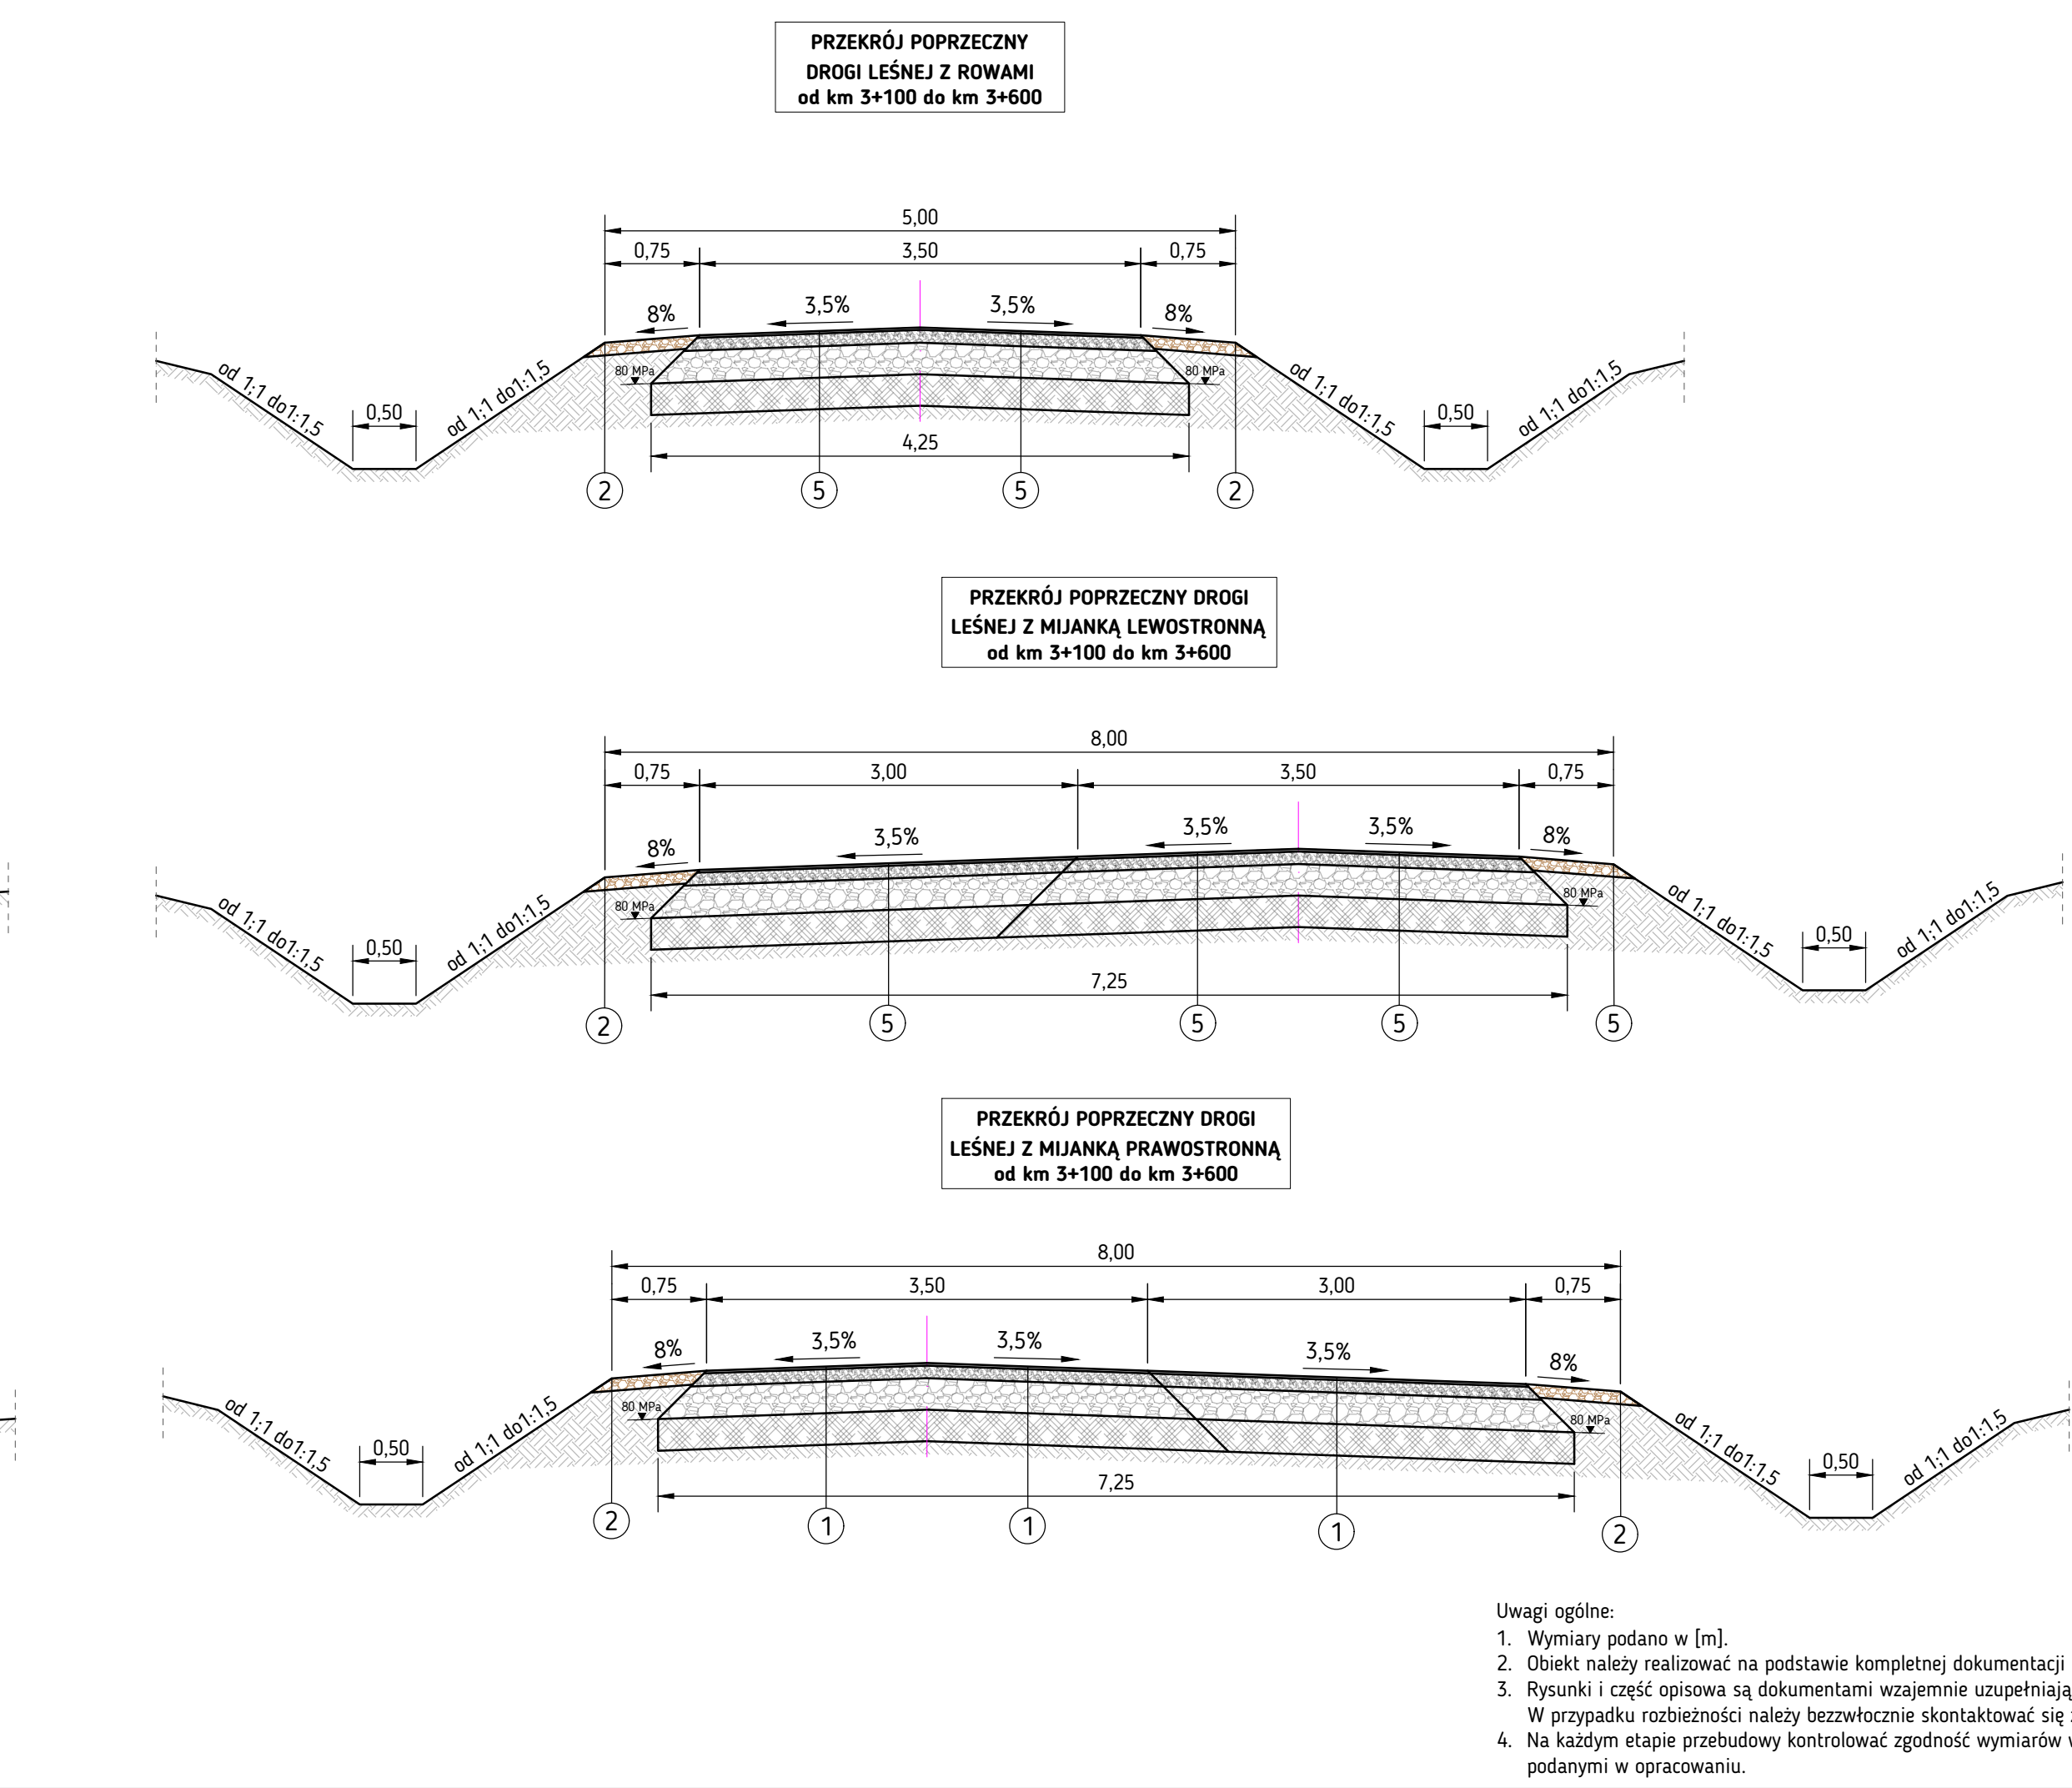 PRZEKRÓJ POPRZECZNY
DROGI LEŚNEJ Z ROWAMI
od km 3+100 do km 3+600
5,00
0,75 3,50 0,75
8% 3,5% 3,5% 8%
80 MPa 80 MPa
od 1;1 do1:1,5 0,50 od 1;1 do1:1,5 od 1;1 do1:1,5 0,50 od 1;1 do1:1,5
4,25
2 5 5 2
PRZEKRÓJ POPRZECZNY DROGI
LEŚNEJ Z MIJANKĄ LEWOSTRONNĄ
od km 3+100 do km 3+600
8,00
0,75 3,00 3,50 0,75
8% 3,5% 3,5% 3,5% 8%
80 MPa 80 MPa
od 1;1 do1:1,5 0,50 od 1;1 do1:1,5 od 1;1 do1:1,5 0,50 od 1;1 do1:1,5
7,25
2 5 5 5 5
PRZEKRÓJ POPRZECZNY DROGI
LEŚNEJ Z MIJANKĄ PRAWOSTRONNĄ
od km 3+100 do km 3+600
8,00
0,75 3,50 3,00 0,75
8% 3,5% 3,5% 3,5% 8%
80 MPa 80 MPa
od 1;1 do1:1,5 0,50 od 1;1 do1:1,5 od 1;1 do1:1,5 0,50 od 1;1 do1:1,5
7,25
2 1 1 1 2
Uwagi ogólne:
1. Wymiary podano w [m].
2. Obiekt należy realizować na podstawie kompletnej dokumentacji
3. Rysunki i część opisowa są dokumentami wzajemnie uzupełniają
W przypadku rozbieżności należy bezzwłocznie skontaktować się
4. Na każdym etapie przebudowy kontrolować zgodność wymiarów
podanymi w opracowaniu.